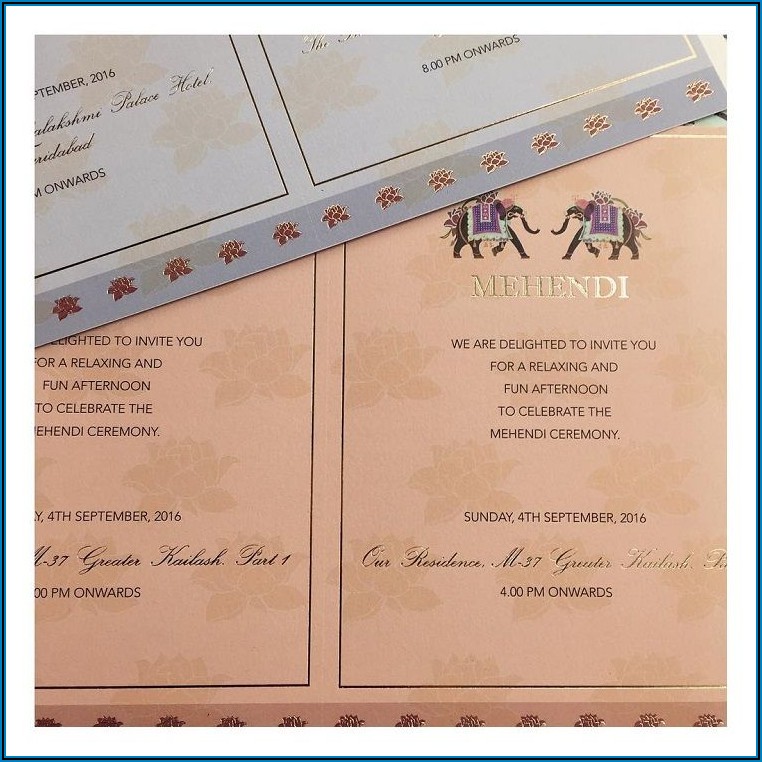 EPTEMBER, 2016
alakshmi Palace Hotel,
ridabad
M ONWARDS
The
8.00 PM ONWARDS
LIGHTED TO INVITE YOU
FOR A RELAXING AND
FUN AFTERNOON
TO CELEBRATE THE
MEHENDI CEREMONY.
Y, 4TH SEPTEMBER, 2016
M-37 Greater Kailash, Part 1
00 PM ONWARDS
MEHENDI
WE ARE DELIGHTED TO INVITE YOU
FOR A RELAXING AND
FUN AFTERNOON
TO CELEBRATE THE
MEHENDI CEREMONY.
SUNDAY, 4TH SEPTEMBER, 2016
Our Residence, M-37 Greater Kailash, P
4.00 PM ONWARDS